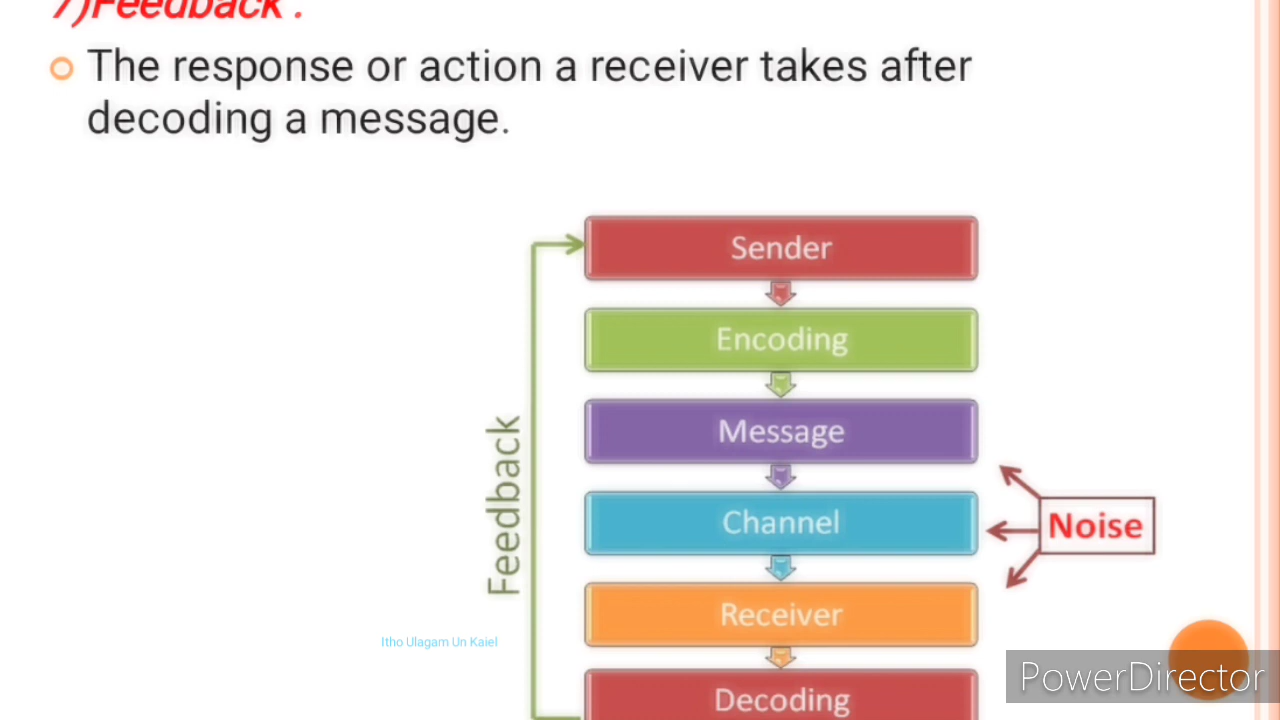 7)Feedback :
The response or action a receiver takes after
decoding a message.
Sender
Encoding
Message
Channel
Noise
Feedback
Receiver
Itho Ulagam Un Kaiel
Decoding
PowerDirector